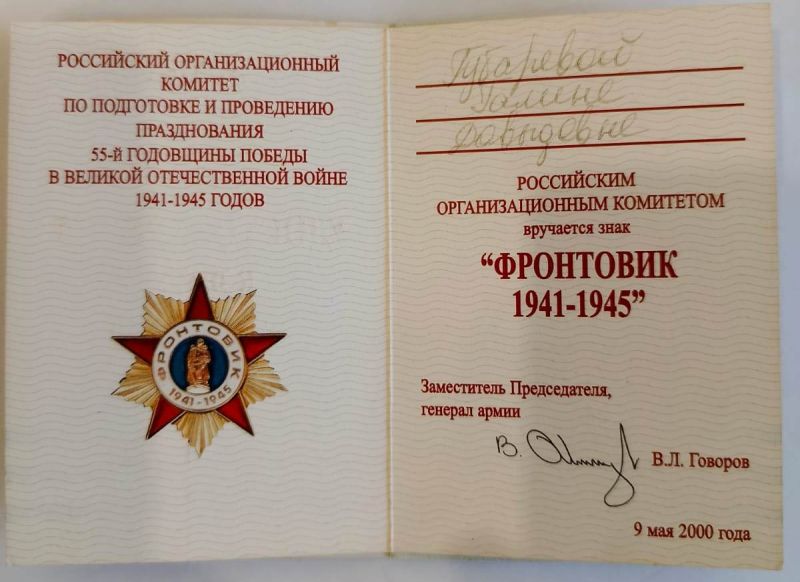 РОССИЙСКИЙ ОРГАНИЗАЦИОННЫЙ
КОМИТЕТ
ПО ПОДГОТОВКЕ И ПРОВЕДЕНИЮ
ПРАЗДНОВАНИЯ
55-й ГОДОВЩИНЫ ПОБЕДЫ
В ВЕЛИКОЙ ОТЕЧЕСТВЕННОЙ ВОЙНЕ
1941-1945 ГОДОВ
ФРОНТОВИК
1941-1945
Губаревой
Галине
Давыдовне
РОССИЙСКИМ
ОРГАНИЗАЦИОННЫМ КОМИТЕТОМ
вручается знак
“ФРОНТОВИК
1941-1945”
Заместитель Председателя,
генерал армии
В.Л. Говоров
9 мая 2000 года